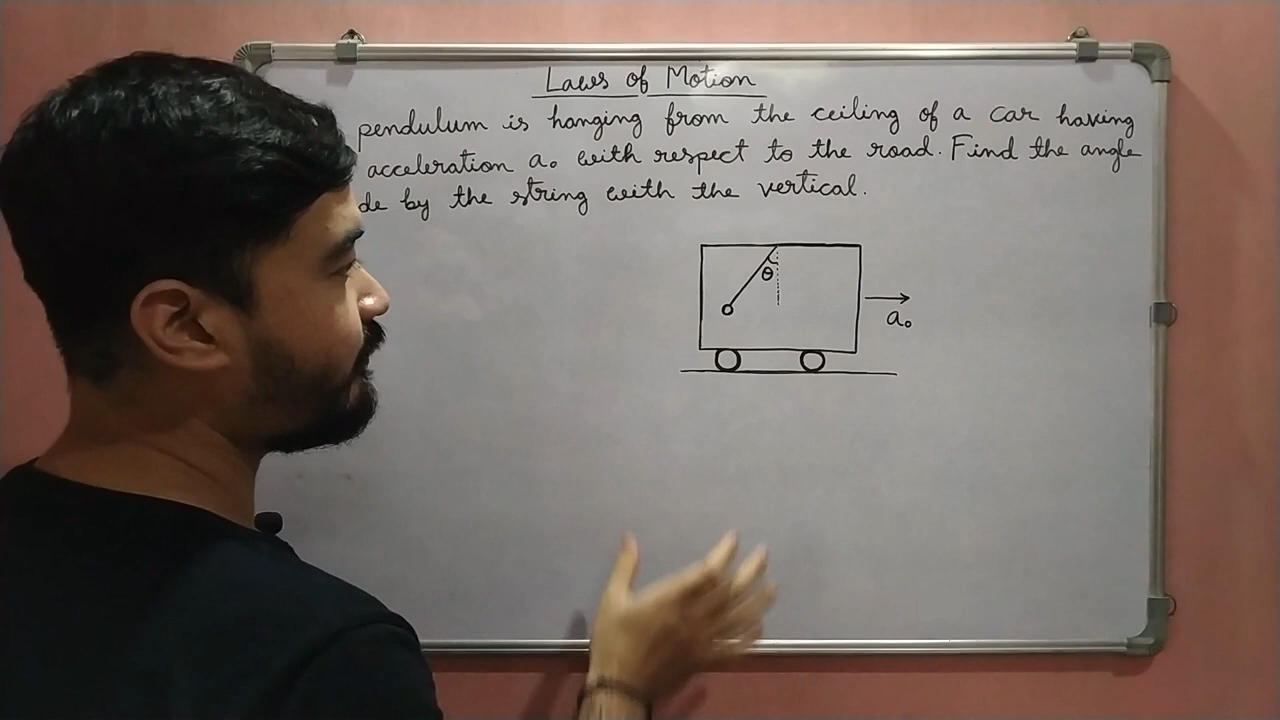 Laws of Motion
pendulum is hanging from the ceiling of a car having
acceleration a₀ with respect to the road. Find the angle
de by the string with the vertical.
θ
a₀